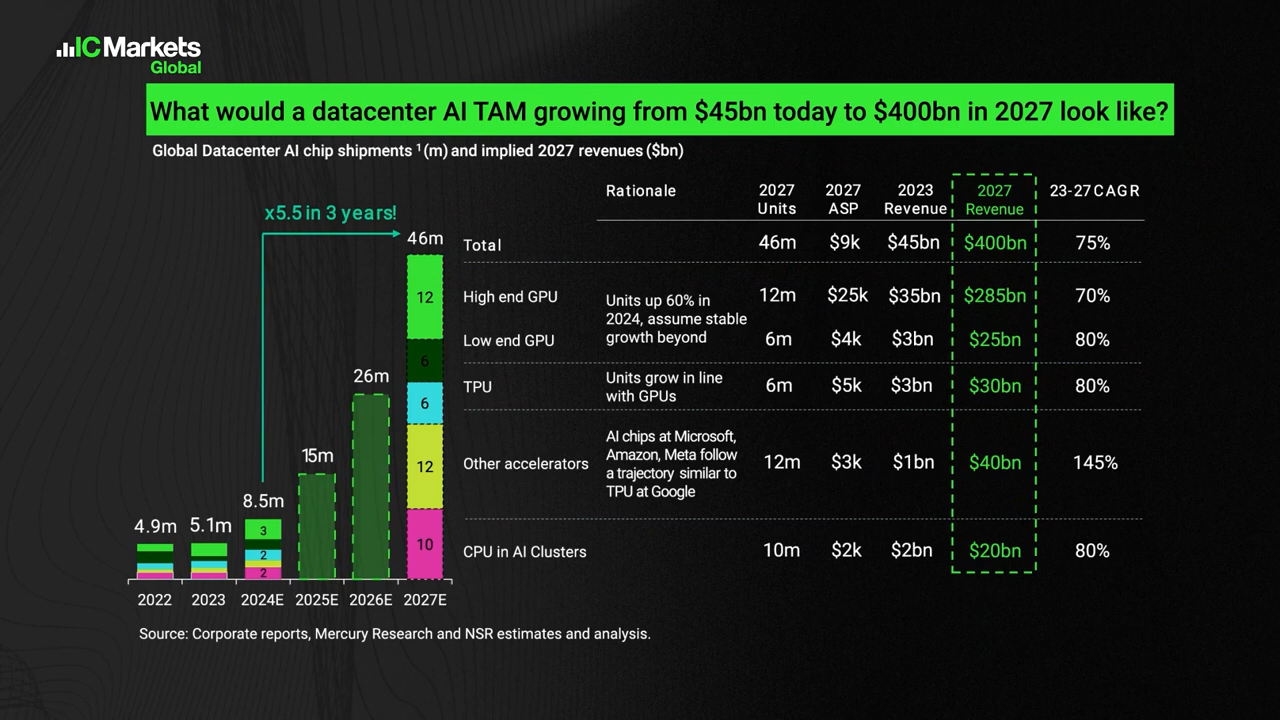 IC Markets
Global
What would a datacenter AI TAM growing from $45bn today to $400bn in 2027 look like?
Global Datacenter AI chip shipments ¹ (m) and implied 2027 revenues ($bn)
x5.5 in 3 years!
46m
12
6
6
12
10
26m
15m
8.5m
3
2
2
5.1m
4.9m
2022 2023 2024E 2025E 2026E 2027E
Rationale 2027 Units 2027 ASP 2023 Revenue 2027 Revenue 23-27 CAGR
Total 46m $9k $45bn $400bn 75%
High end GPU 12m $25k $35bn $285bn 70%
Units up 60% in
2024, assume stable
growth beyond
Low end GPU 6m $4k $3bn $25bn 80%
TPU 6m $5k $3bn $30bn 80%
Units grow in line
with GPUs
Other accelerators 12m $3k $1bn $40bn 145%
AI chips at Microsoft,
Amazon, Meta follow
a trajectory similar to
TPU at Google
CPU in AI Clusters 10m $2k $2bn $20bn 80%
Source: Corporate reports, Mercury Research and NSR estimates and analysis.